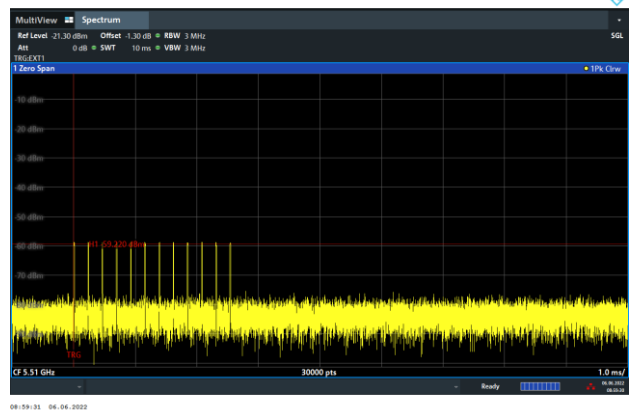 MultiView Spectrum
Ref Level -21.30 dBm Offset -1.30 dB RBW 3 MHz SGL
Att 0 dB SWT 10 ms VBW 3 MHz
TRG:EXT1
1 Zero Span 1Pk Clrw
-10 dBm
-20 dBm
-30 dBm
-40 dBm
-50 dBm
-60 dBm
-70 dBm
TRG
CF 5.51 GHz 30000 pts 1.0 ms/
Ready 06.06.2022
08:59:31 06.06.2022